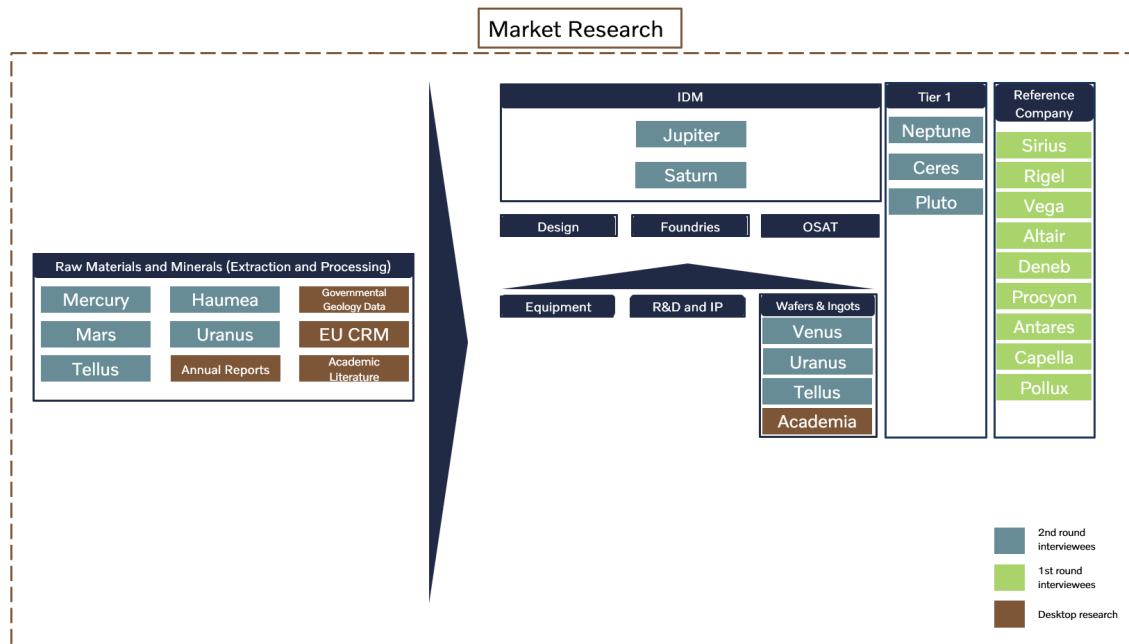 Market Research
Raw Materials and Minerals (Extraction and Processing)
Mercury
Haumea
Governmental
Geology Data
Mars
Uranus
EU CRM
Tellus
Annual Reports
Academic
Literature
IDM
Jupiter
Saturn
Design
Foundries
OSAT
Equipment
R&D and IP
Wafers & Ingots
Venus
Uranus
Tellus
Academia
Tier 1
Neptune
Ceres
Pluto
Reference
Company
Sirius
Rigel
Vega
Altair
Deneb
Procyon
Antares
Capella
Pollux
2nd round
interviewees
1st round
interviewees
Desktop research